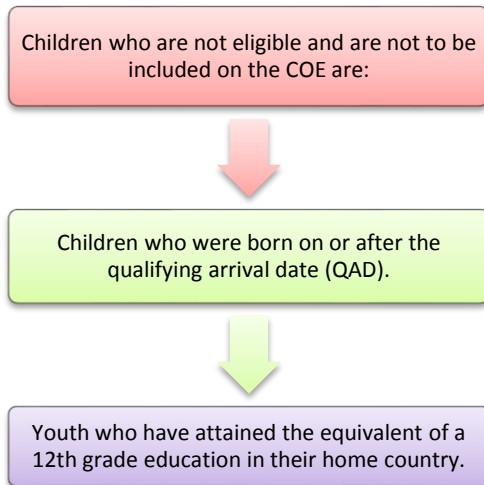 Children who are not eligible and are not to be
included on the COE are:
Children who were born on or after the
qualifying arrival date (QAD).
Youth who have attained the equivalent of a
12th grade education in their home country.